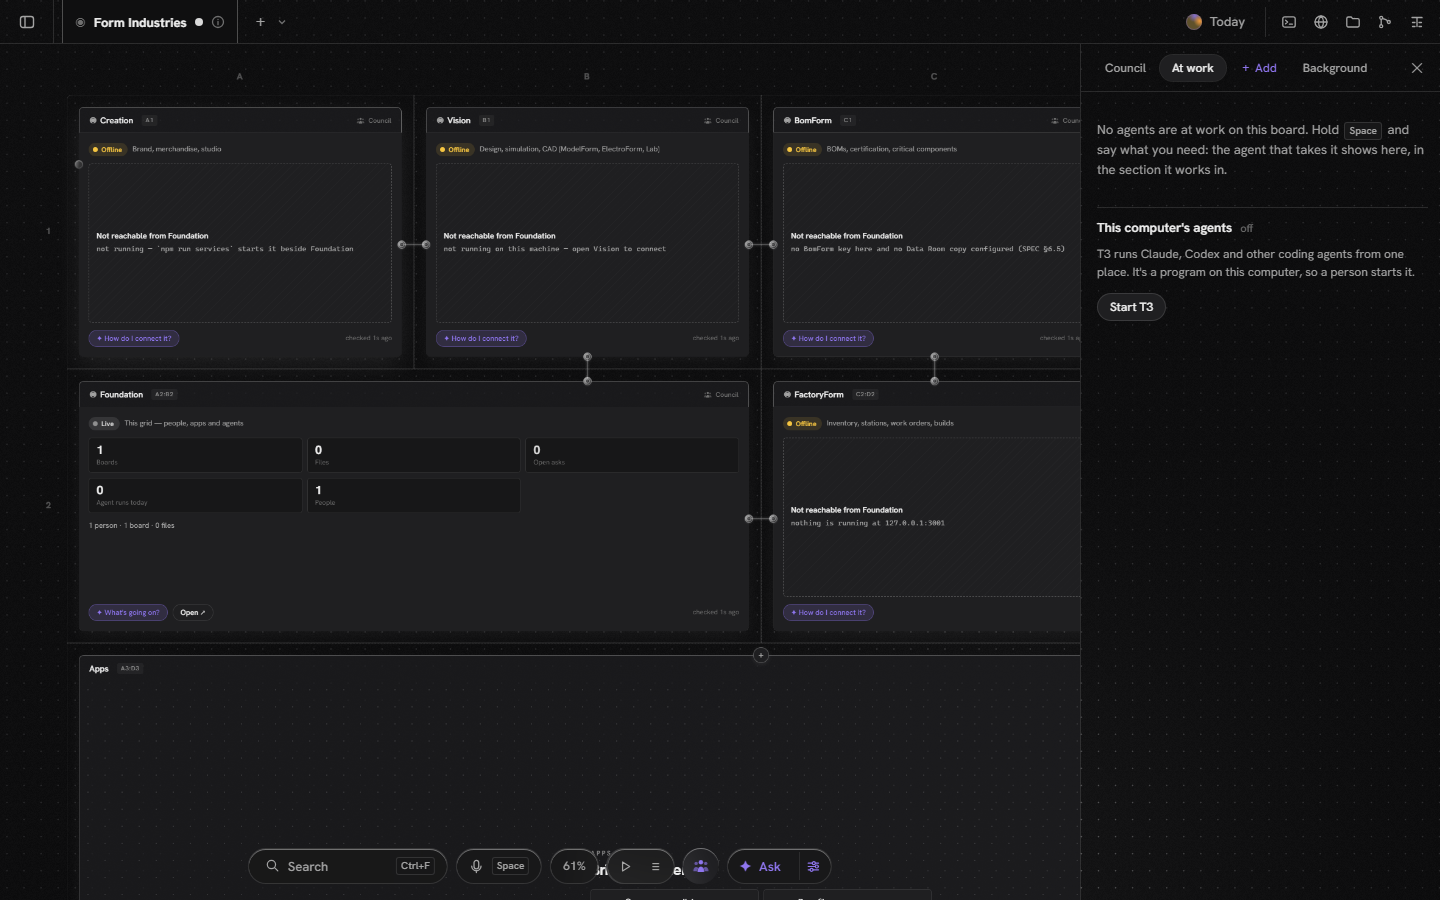 Form Industries
Today
Council
At work
+ Add
Background
A
B
C
1
2
Creation A1 Council
Offline Brand, merchandise, studio
Not reachable from Foundation
not running — `npm run services` starts it beside Foundation
How do I connect it?
checked 1s ago
Vision B1 Council
Offline Design, simulation, CAD (ModelForm, ElectroForm, Lab)
Not reachable from Foundation
not running on this machine — open Vision to connect
How do I connect it?
checked 1s ago
BomForm C1
Offline BOMs, certification, critical components
Not reachable from Foundation
no BomForm key here and no Data Room copy configured (SPEC §6.5)
How do I connect it?
Foundation A2:B2 Council
Live This grid — people, apps and agents
1
Boards
0
Files
0
Open asks
0
Agent runs today
1
People
1 person · 1 board · 0 files
What's going on?
Open ↗
checked 1s ago
FactoryForm C2:D2
Offline Inventory, stations, work orders, builds
Not reachable from Foundation
nothing is running at 127.0.0.1:3001
How do I connect it?
No agents are at work on this board. Hold Space and
say what you need: the agent that takes it shows here, in
the section it works in.
This computer's agents off
T3 runs Claude, Codex and other coding agents from one
place. It's a program on this computer, so a person starts it.
Start T3
Apps A3:D3
Search Ctrl+F
Space
61%
Ask